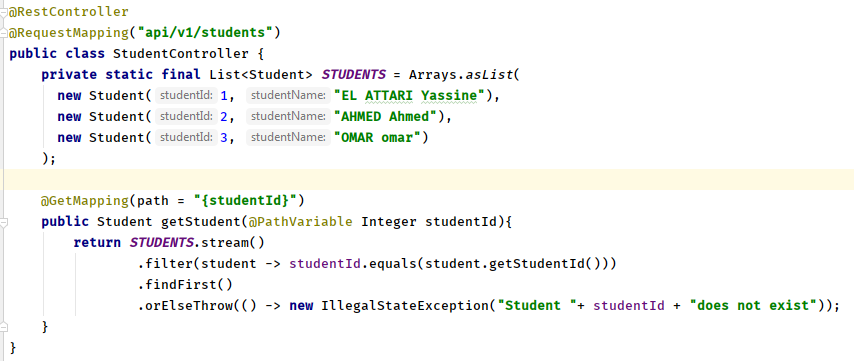 @RestController
@RequestMapping("api/v1/students")
public class StudentController {
    private static final List<Student> STUDENTS = Arrays.asList(
      new Student( studentId: 1, studentName: "EL ATTARI Yassine"),
      new Student( studentId: 2, studentName: "AHMED Ahmed"),
      new Student( studentId: 3, studentName: "OMAR omar")
    );
    @GetMapping(path = "{studentId}")
    public Student getStudent(@PathVariable Integer studentId){
        return STUDENTS.stream()
                .filter(student -> studentId.equals(student.getStudentId()))
                .findFirst()
                .orElseThrow(() -> new IllegalStateException("Student "+ studentId + "does not exist"));
    }
}